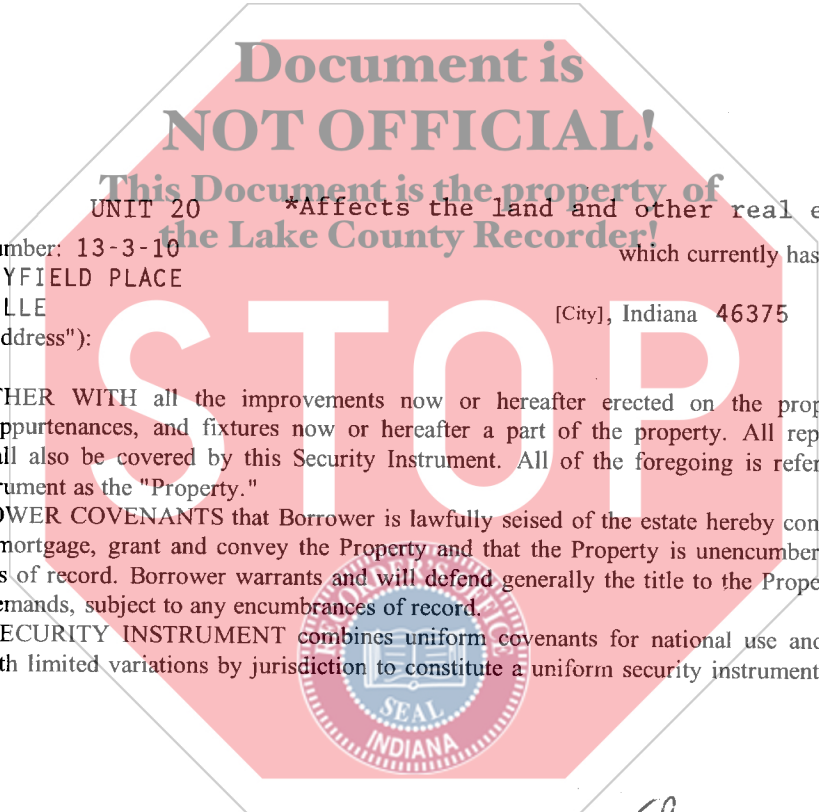 Document is
NOT OFFICIAL!
This Document is the property of
the Lake County Recorder!
UNIT 20 *Affects the land and other real e
umber: 13-3-10 which currently has
YFIELD PLACE
LLE [City], Indiana 46375
ddress"):
STOP
THER WITH all the improvements now or hereafter erected on the prop
ppurtenances, and fixtures now or hereafter a part of the property. All rep
all also be covered by this Security Instrument. All of the foregoing is refer
rument as the "Property."
OWER COVENANTS that Borrower is lawfully seised of the estate hereby con
mortgage, grant and convey the Property and that the Property is unencumber
s of record. Borrower warrants and will defend generally the title to the Prope
emands, subject to any encumbrances of record.
ECURITY INSTRUMENT combines uniform covenants for national use and
th limited variations by jurisdiction to constitute a uniform security instrument
RECORDER'S OFFICE
SEAL
INDIANA